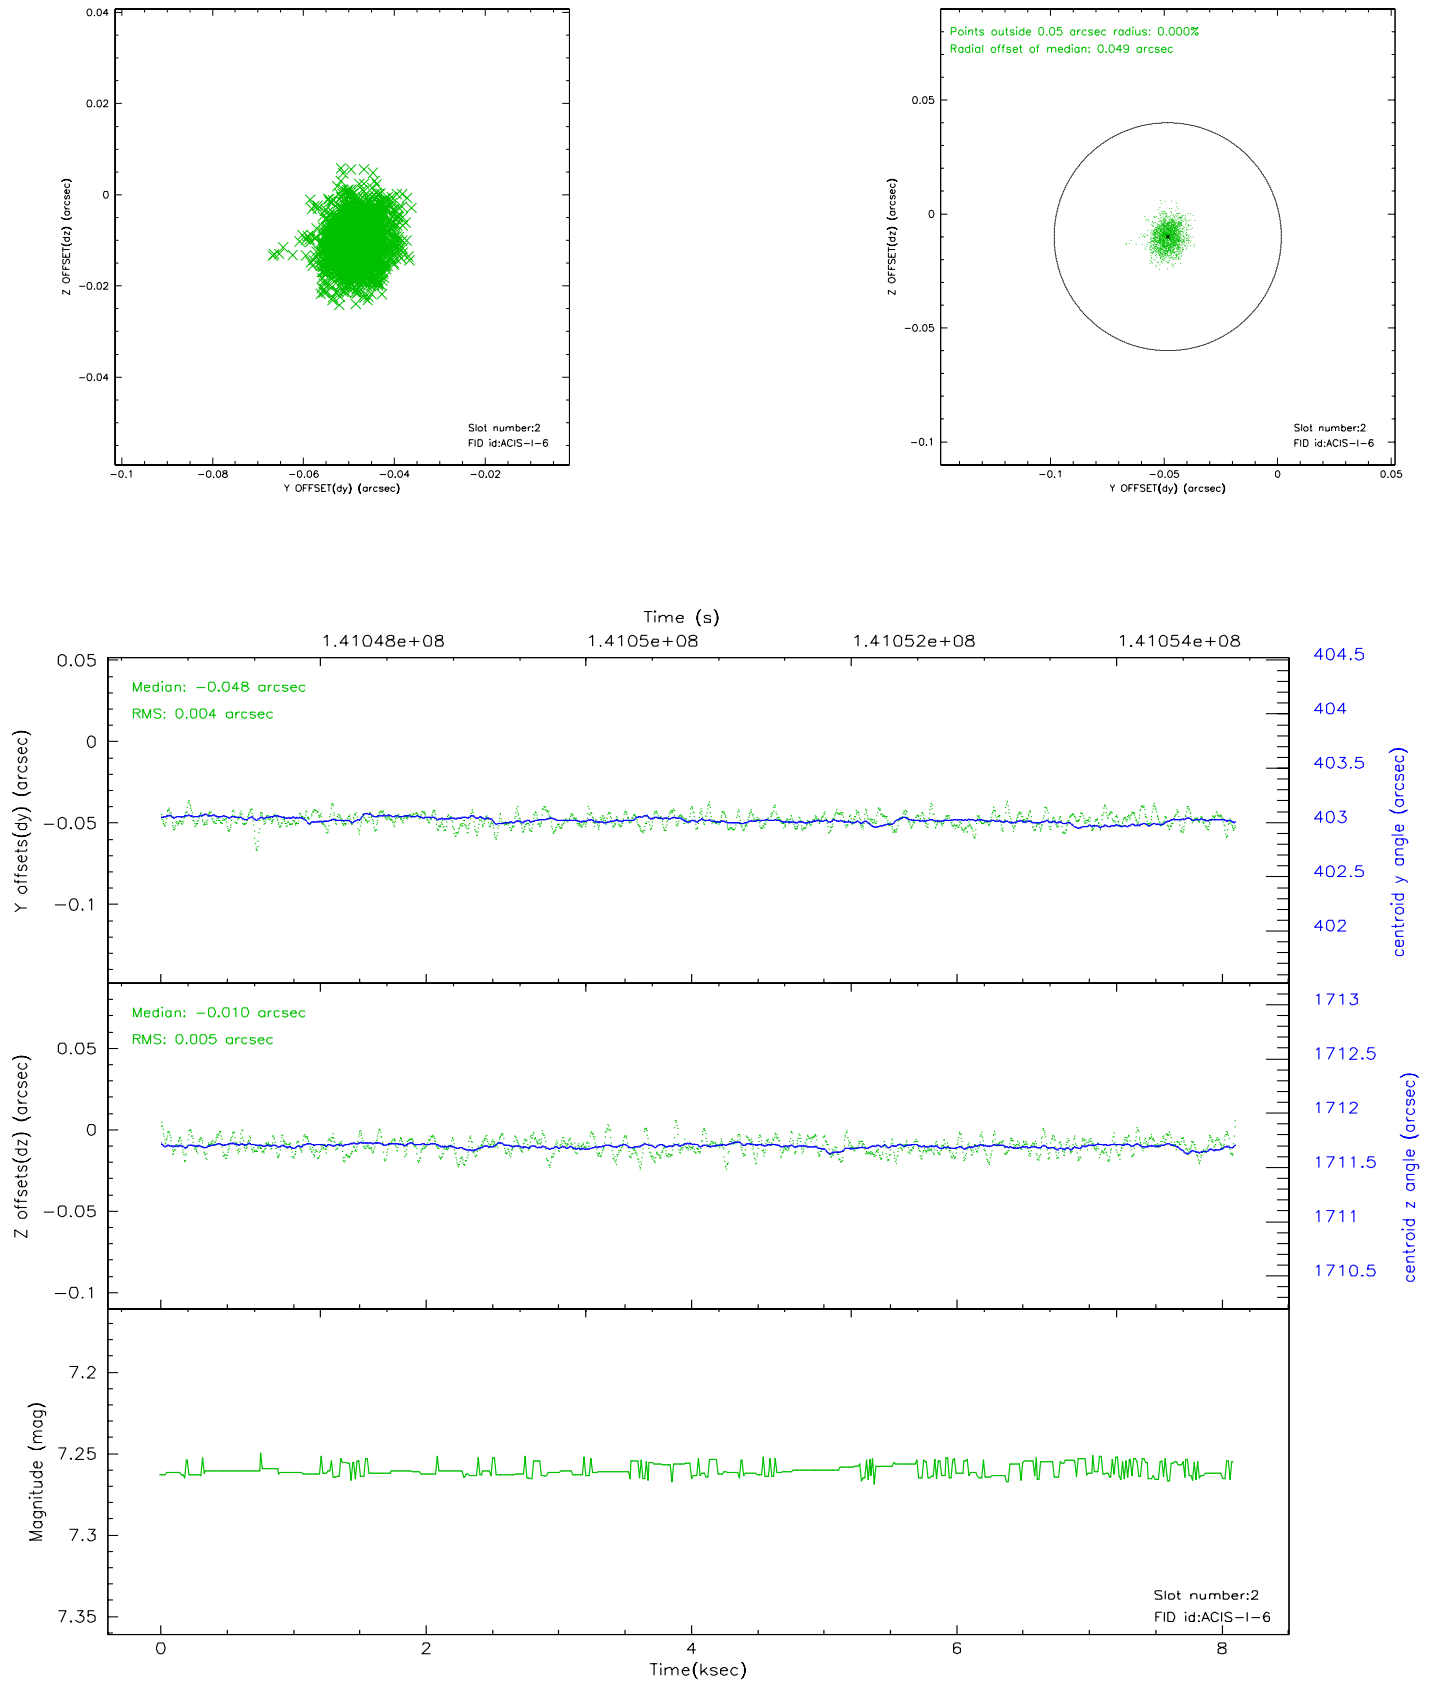 0.04
0.02
0
-0.02
-0.04
Z OFFSET(dz) (arcsec)
Slot number:2
FID id:ACIS-I-6
-0.1
-0.08
-0.06
-0.04
-0.02
Y OFFSET(dy) (arcsec)
Points outside 0.05 arcsec radius: 0.000%
Radial offset of median: 0.049 arcsec
0.05
0
-0.05
-0.1
Z OFFSET(dz) (arcsec)
Slot number:2
FID id:ACIS-I-6
-0.1
-0.05
0
0.05
Y OFFSET(dy) (arcsec)
Time (s)
1.41048e+08
1.4105e+08
1.41052e+08
1.41054e+08
Median: -0.048 arcsec
RMS: 0.004 arcsec
0.05
0
-0.05
-0.1
Y offsets(dy) (arcsec)
404.5
404
403.5
403
402.5
402
centroid y angle (arcsec)
Median: -0.010 arcsec
RMS: 0.005 arcsec
0.05
0
-0.05
-0.1
Z offsets(dz) (arcsec)
1713
1712.5
1712
1711.5
1711
1710.5
centroid z angle (arcsec)
7.2
7.25
7.3
7.35
Magnitude (mag)
Slot number:2
FID id:ACIS-I-6
0
2
4
6
8
Time(ksec)